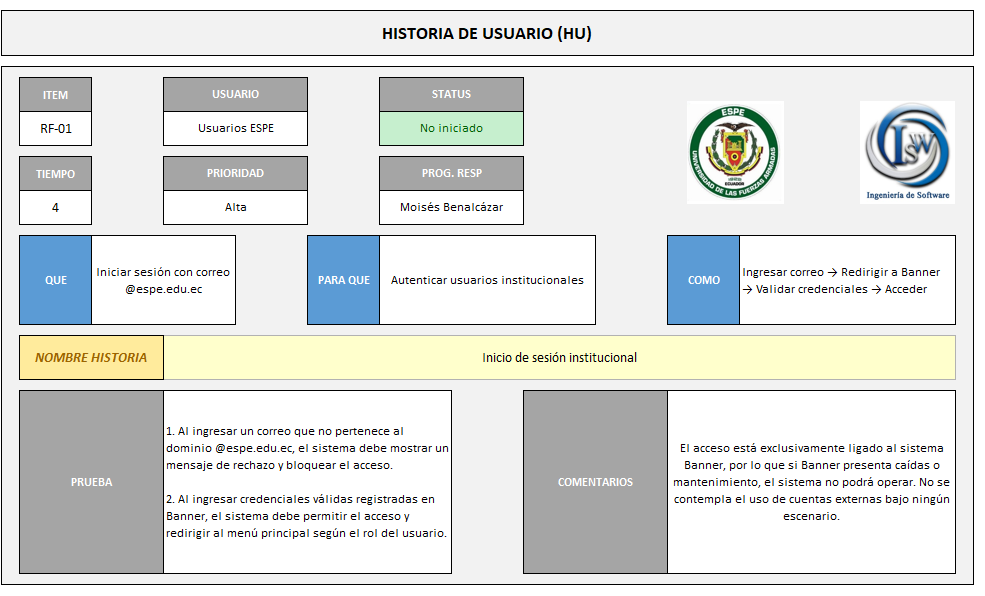 HISTORIA DE USUARIO (HU)
ITEM
USUARIO
STATUS
RF-01
Usuarios ESPE
No iniciado
TIEMPO
PRIORIDAD
PROG. RESP
4
Alta
Moisés Benalcázar
ESPE
UNIVERSIDAD DE LAS FUERZAS ARMADAS
ECUADOR
ISW
Ingeniería de Software
QUE
Iniciar sesión con correo
@espe.edu.ec
PARA QUE
Autenticar usuarios institucionales
COMO
Ingresar correo → Redirigir a Banner
→ Validar credenciales → Acceder
NOMBRE HISTORIA
Inicio de sesión institucional
PRUEBA
1. Al ingresar un correo que no pertenece al
dominio @espe.edu.ec, el sistema debe mostrar un
mensaje de rechazo y bloquear el acceso.
2. Al ingresar credenciales válidas registradas en
Banner, el sistema debe permitir el acceso y
redirigir al menú principal según el rol del usuario.
COMENTARIOS
El acceso está exclusivamente ligado al sistema
Banner, por lo que si Banner presenta caídas o
mantenimiento, el sistema no podrá operar. No se
contempla el uso de cuentas externas bajo ningún
escenario.